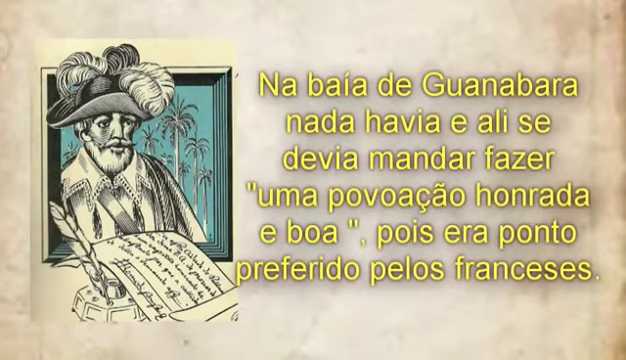 Na baía de Guanabara
nada havia e ali se
devia mandar fazer
"uma povoação honrada
e boa ", pois era ponto
preferido pelos franceses.